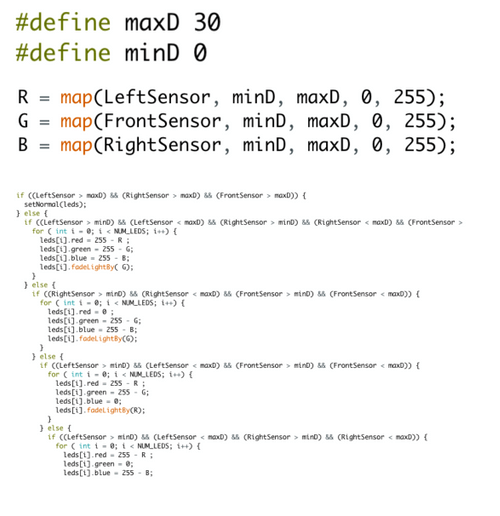 #define maxD 30
#define minD 0
R = map(LeftSensor, minD, maxD, 0, 255);
G = map(FrontSensor, minD, maxD, 0, 255);
B = map(RightSensor, minD, maxD, 0, 255);
if ((LeftSensor > maxD) && (RightSensor > maxD) && (FrontSensor > maxD)) {
setNormal(leds);
} else {
if ((LeftSensor > minD) && (LeftSensor < maxD) && (RightSensor > minD) && (RightSensor < maxD) && (FrontSensor >
for ( int i = 0; i < NUM_LEDS; i++) {
leds[i].red = 255 - R ;
leds[i].green = 255 - G;
leds[i].blue = 255 - B;
leds[i].fadeLightBy( G);
}
} else {
if ((RightSensor > minD) && (RightSensor < maxD) && (FrontSensor > minD) && (FrontSensor < maxD)) {
for ( int i = 0; i < NUM_LEDS; i++) {
leds[i].red = 0 ;
leds[i].green = 255 - G;
leds[i].blue = 255 - B;
leds[i].fadeLightBy(G);
}
} else {
if ((LeftSensor > minD) && (LeftSensor < maxD) && (FrontSensor > minD) && (FrontSensor < maxD)) {
for ( int i = 0; i < NUM_LEDS; i++) {
leds[i].red = 255 - R ;
leds[i].green = 255 - G;
leds[i].blue = 0;
leds[i].fadeLightBy(R);
}
} else {
if ((LeftSensor > minD) && (LeftSensor < maxD) && (RightSensor > minD) && (RightSensor < maxD)) {
for ( int i = 0; i < NUM_LEDS; i++) {
leds[i].red = 255 - R ;
leds[i].green = 0;
leds[i].blue = 255 - B;